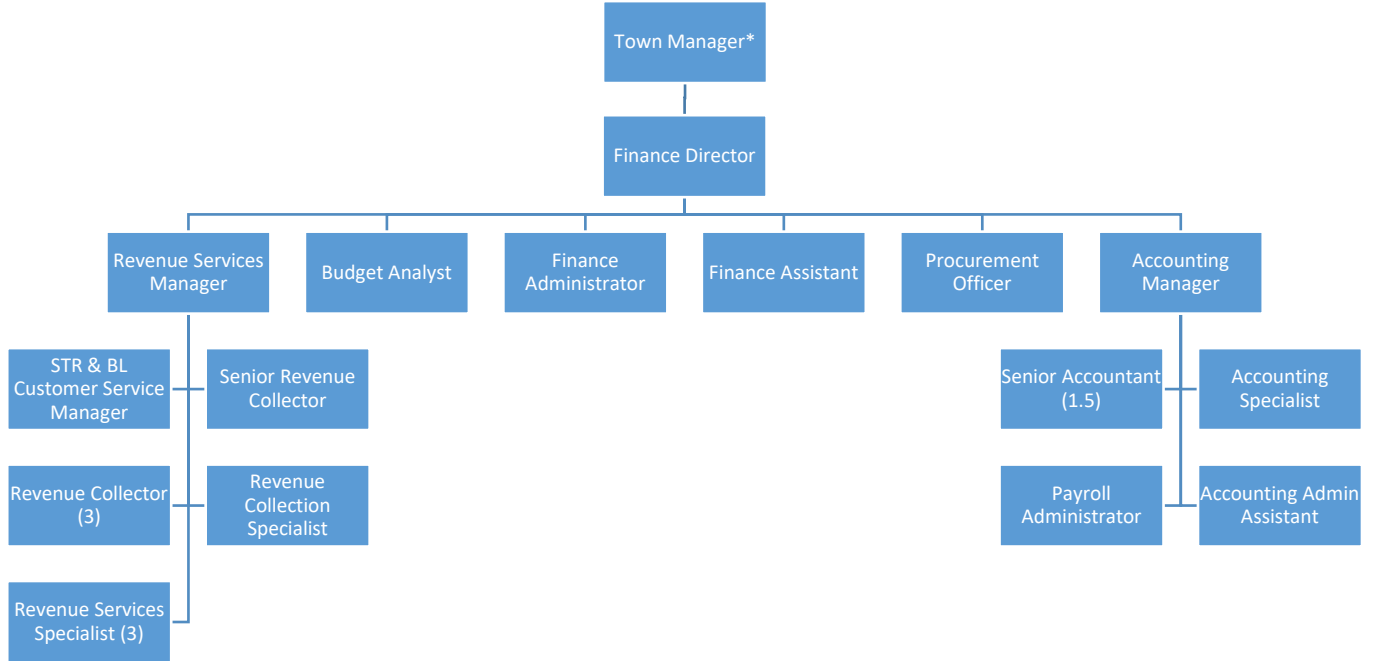 Town Manager*
Finance Director
Revenue Services
Manager
Budget Analyst
Finance
Administrator
Finance Assistant
Procurement
Officer
Accounting
Manager
STR & BL
Customer Service
Manager
Senior Revenue
Collector
Senior Accountant
(1.5)
Accounting
Specialist
Revenue Collector
(3)
Revenue
Collection
Specialist
Payroll
Administrator
Accounting Admin
Assistant
Revenue Services
Specialist (3)